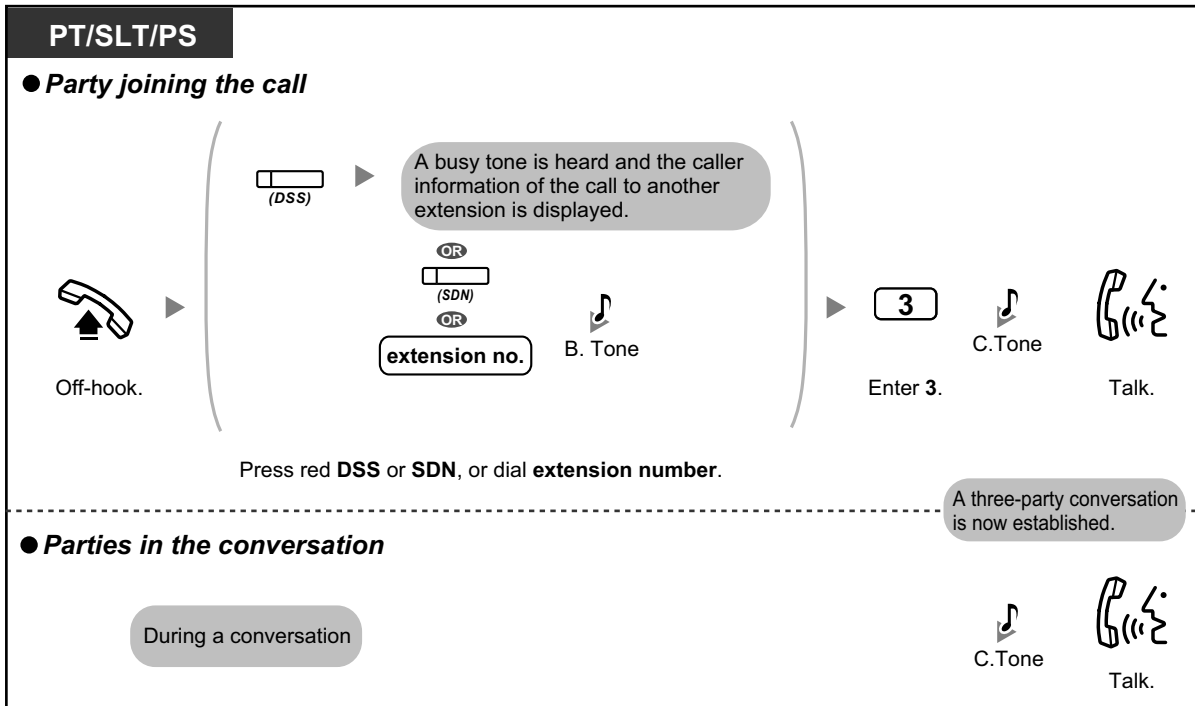 PT/SLT/PS
● Party joining the call
A busy tone is heard and the caller
information of the call to another
extension is displayed.
(DSS)
OR
(SDN)
OR
extension no.
B. Tone
3
C.Tone
Off-hook.
Enter 3.
Talk.
Press red DSS or SDN, or dial extension number.
A three-party conversation
is now established.
● Parties in the conversation
During a conversation
C.Tone
Talk.